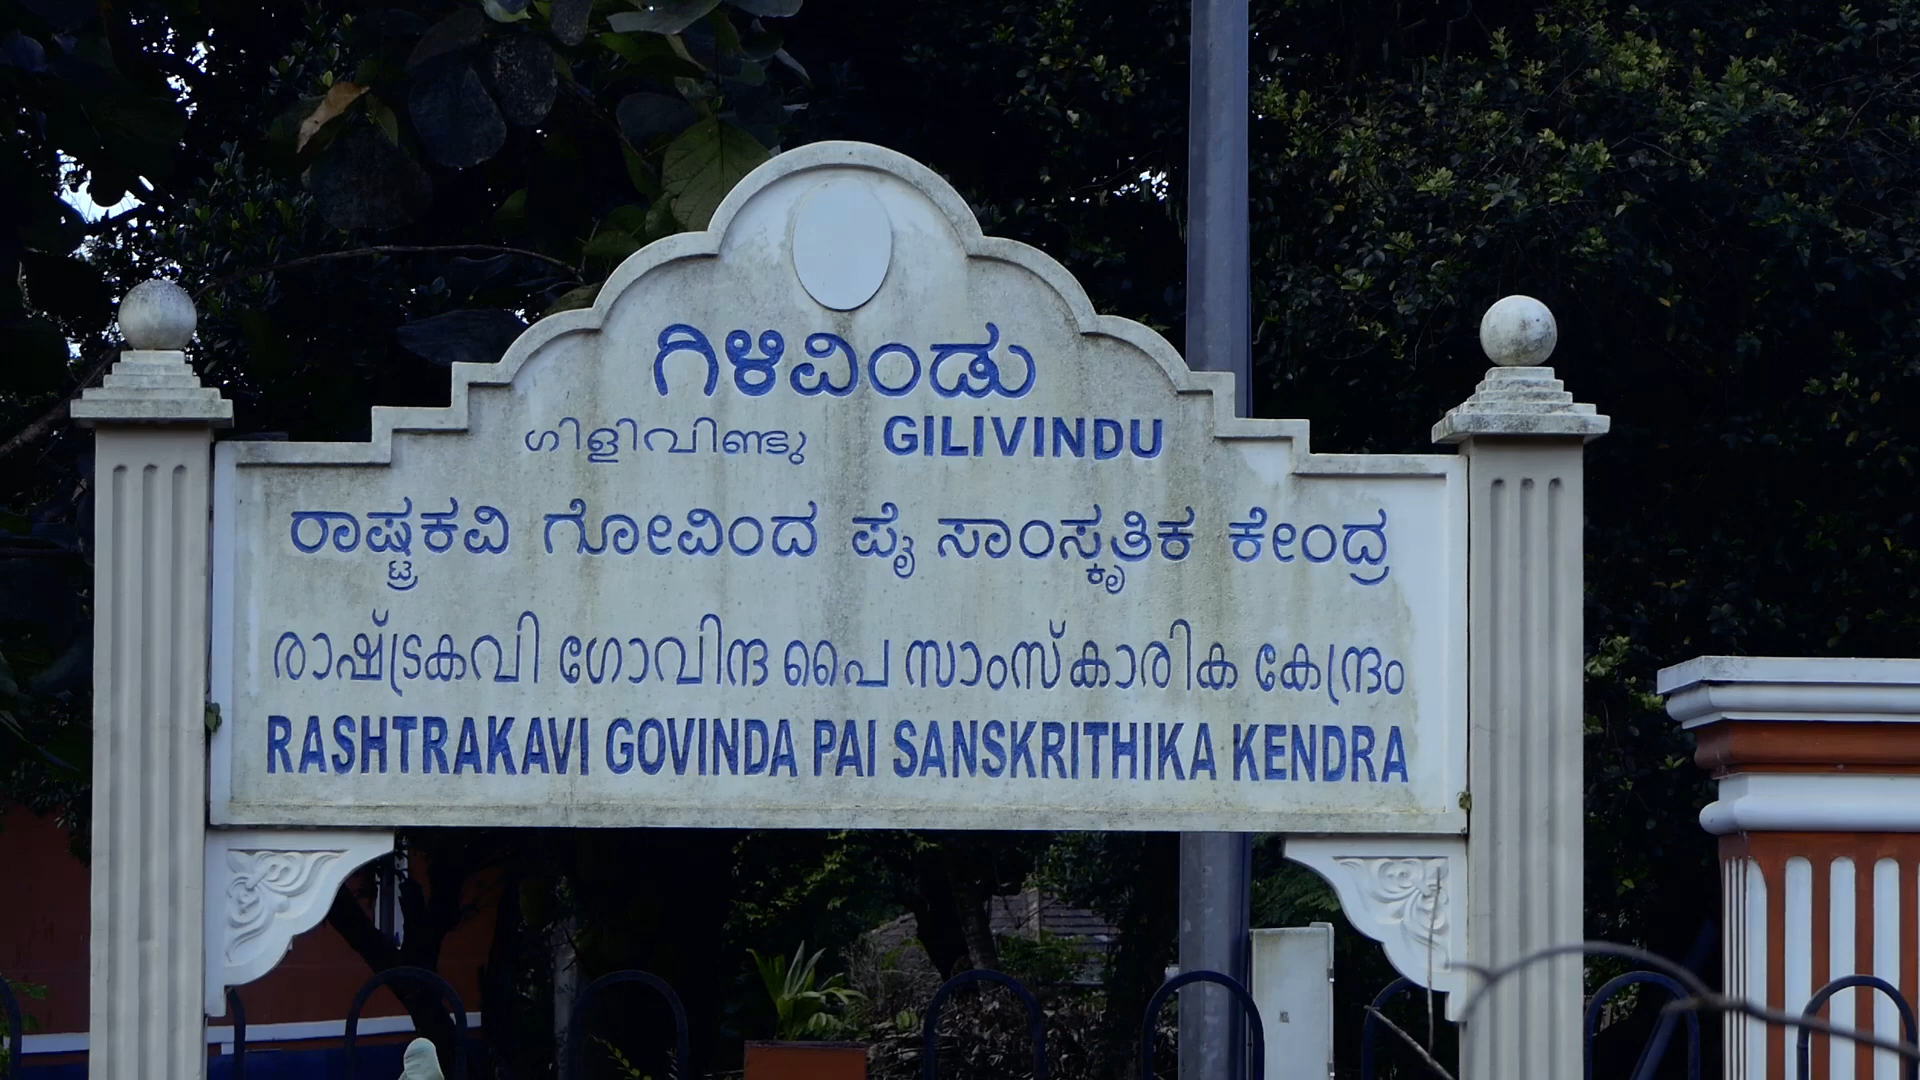 ಗಿಳಿವಿಂಡು
ഗിളിവിണ്ടു GILIVINDU
ರಾಷ್ಟ್ರಕವಿ ಗೋವಿಂದ ಪೈ ಸಾಂಸ್ಕೃತಿಕ ಕೇಂದ್ರ
രാഷ്ട്രകവി ഗോവിന്ദ പൈ സാംസ്കാരിക കേന്ദ്രം
RASHTRAKAVI GOVINDA PAI SANSKRITHIKA KENDRA